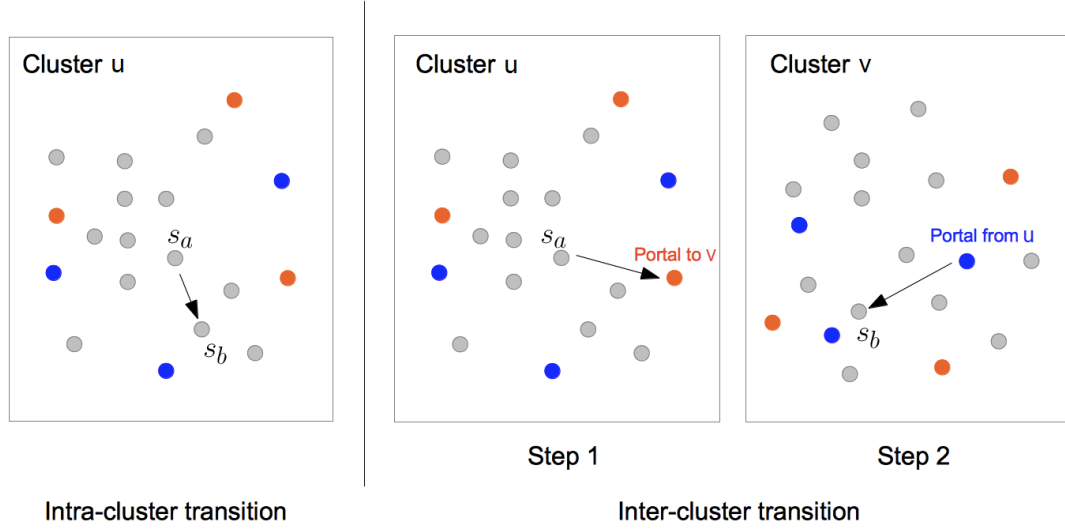 Cluster u
s_a
s_b
Cluster u
s_a
Portal to v
Cluster v
Portal from u
s_b
Step 1
Step 2
Intra-cluster transition
Inter-cluster transition